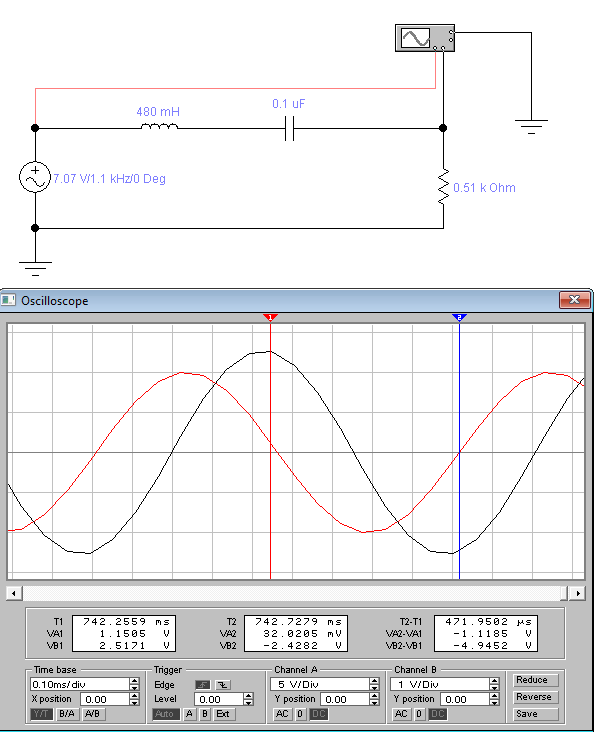 480 mH
0.1 uF
7.07 V/1.1 kHz/0 Deg
0.51 k Ohm
Oscilloscope
1 2
T1 742.2559 ms T2 742.7279 ms T2-T1 471.9502 µs
VA1 1.1505 V VA2 32.0205 mV VA2-VA1 -1.1185 V
VB1 2.5171 V VB2 -2.4282 V VB2-VB1 -4.9452 V
Time base Trigger Channel A Channel B Reduce
0.10ms/div Edge 5 V/Div 1 V/Div
X position 0.00 Level 0.00 Y position 0.00 Y position 0.00 Reverse
Y/T B/A A/B Auto A B Ext AC 0 DC AC 0 DC Save